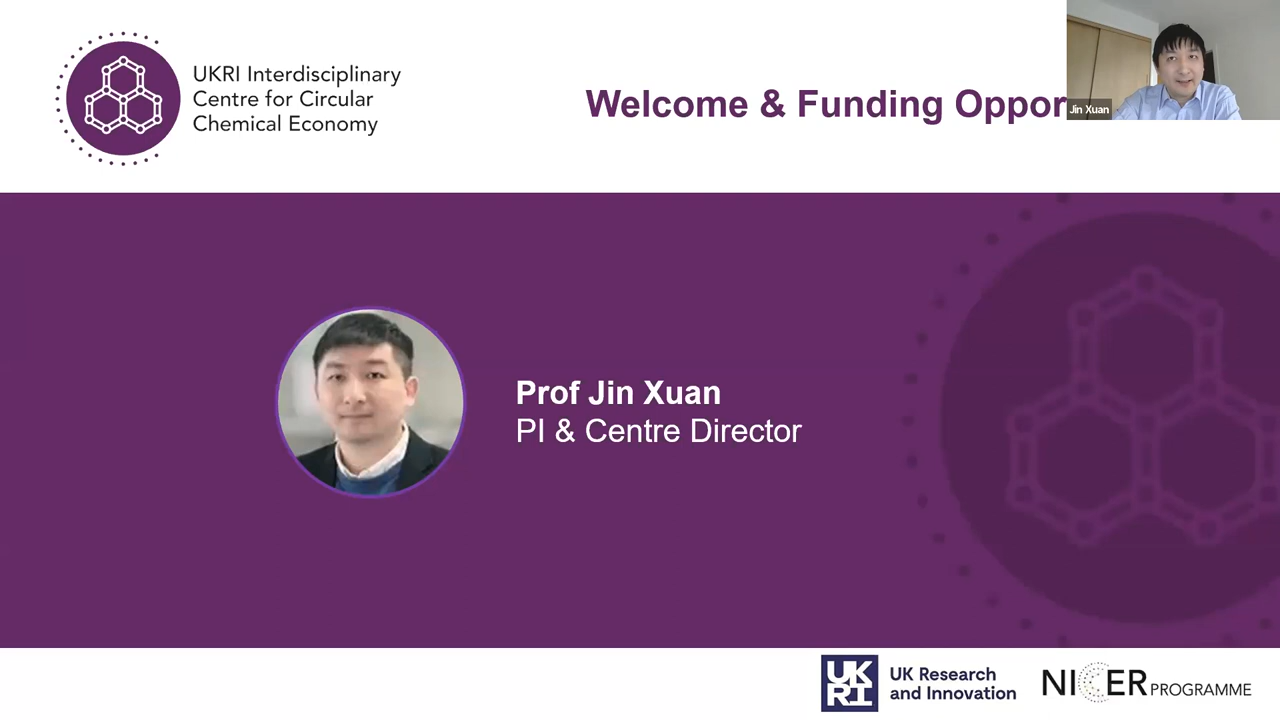 UKRI Interdisciplinary
Centre for Circular
Chemical Economy
Welcome & Funding Oppor
Jin Xuan
Prof Jin Xuan
PI & Centre Director
UKRI
UK Research
and Innovation
NICER PROGRAMME